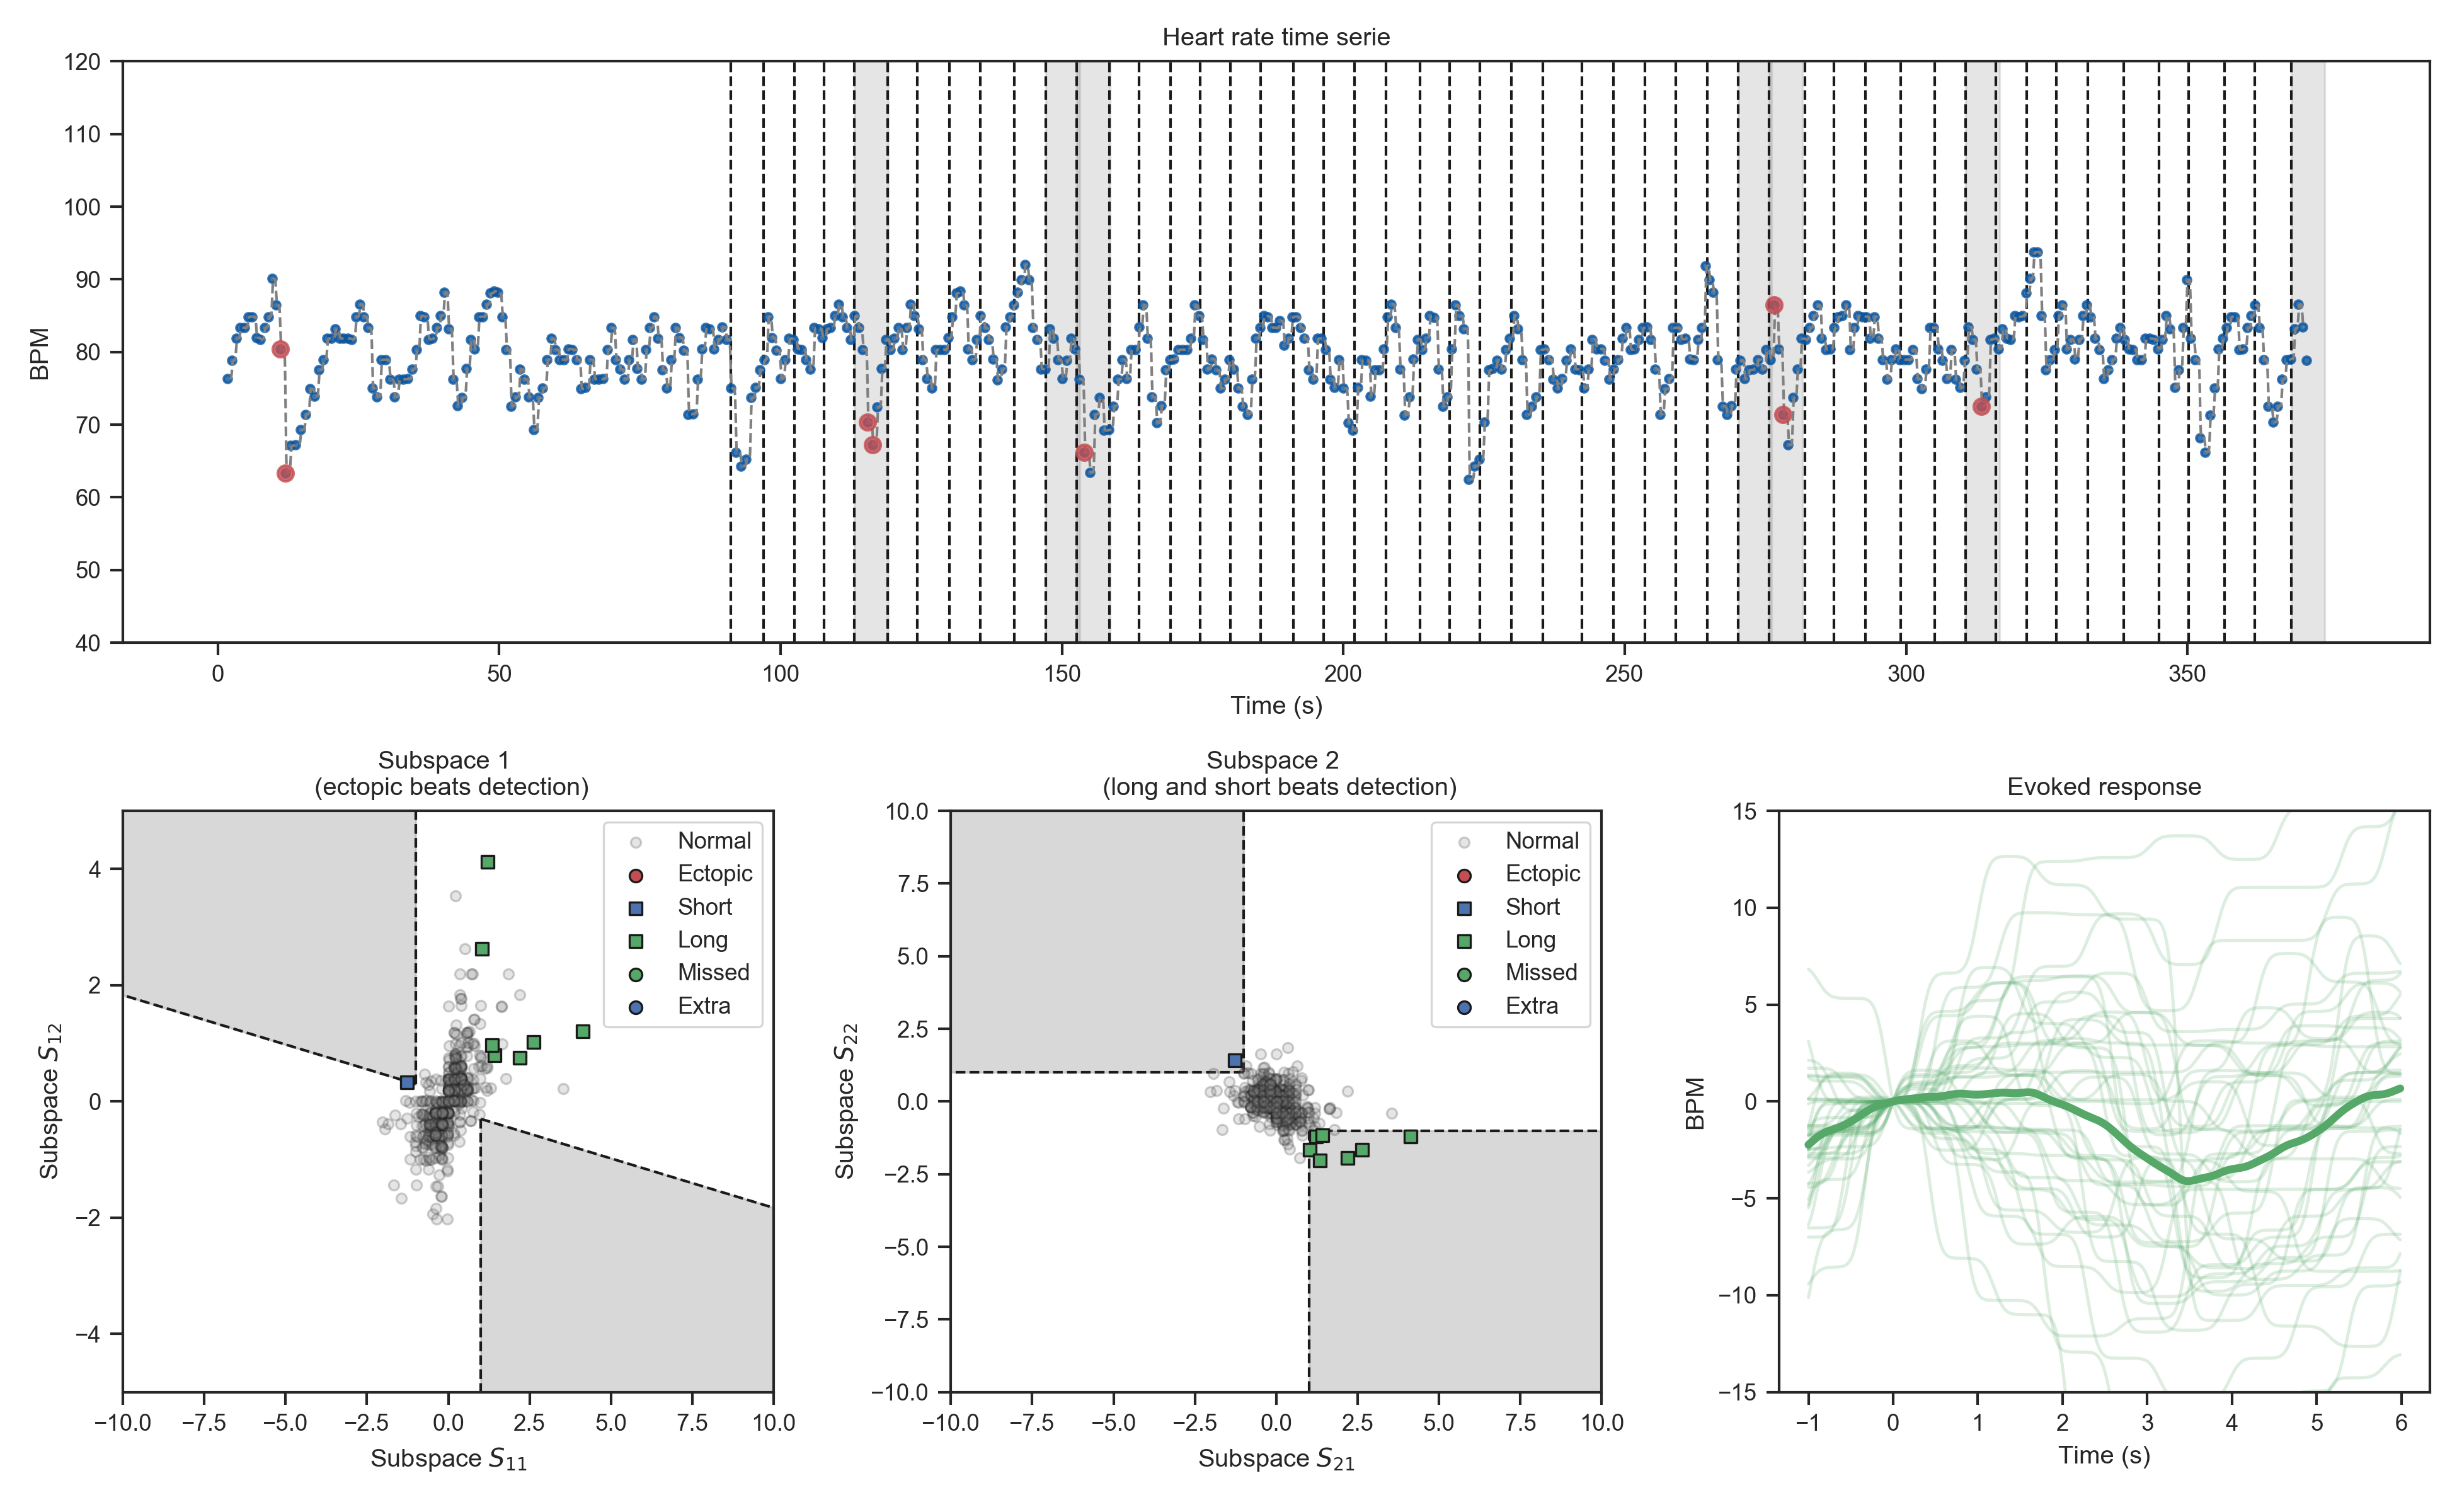 Heart rate time serie
120
110
100
90
80
70
60
50
40
BPM
0
50
100
150
200
250
300
350
Time (s)
Subspace 1
(ectopic beats detection)
4
2
0
−2
−4
Subspace S12
−10.0
−7.5
−5.0
−2.5
0.0
2.5
5.0
7.5
10.0
Subspace S11
Normal
Ectopic
Short
Long
Missed
Extra
Subspace 2
(long and short beats detection)
10.0
7.5
5.0
2.5
0.0
−2.5
−5.0
−7.5
−10.0
Subspace S22
−10.0
−7.5
−5.0
−2.5
0.0
2.5
5.0
7.5
10.0
Subspace S21
Normal
Ectopic
Short
Long
Missed
Extra
Evoked response
15
10
5
0
−5
−10
−15
BPM
−1
0
1
2
3
4
5
6
Time (s)